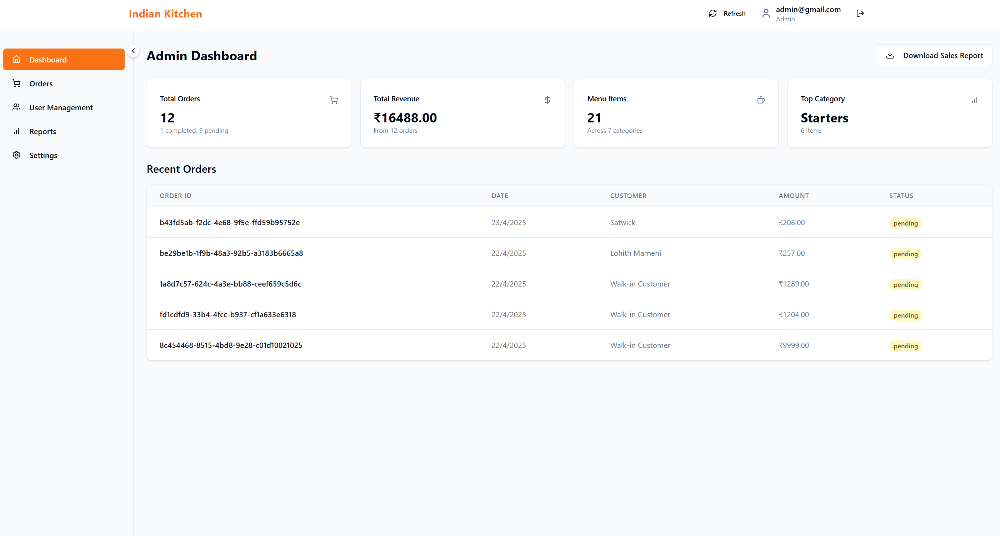 Indian Kitchen
Refresh
admin@gmail.com
Admin
Dashboard
Orders
User Management
Reports
Settings
Admin Dashboard
Download Sales Report
Total Orders
12
1 completed, 9 pending
Total Revenue
₹16488.00
From 12 orders
Menu Items
21
Across 7 categories
Top Category
Starters
6 items
Recent Orders
ORDER ID DATE CUSTOMER AMOUNT STATUS
b43fd5ab-f2dc-4e68-9f5e-ffd59b95752e 23/4/2025 Satwick ₹208.00 pending
be29be1b-1f9b-48a3-92b5-a3183b6665a8 22/4/2025 Lohith Marneni ₹257.00 pending
1a8d7c57-624c-4a3e-bb88-ceef659c5d6c 22/4/2025 Walk-in Customer ₹1289.00 pending
fd1cdfd9-33b4-4fcc-b937-cf1a633e6318 22/4/2025 Walk-in Customer ₹1204.00 pending
8c454468-8515-4bd8-9e28-c01d10021025 22/4/2025 Walk-in Customer ₹9999.00 pending